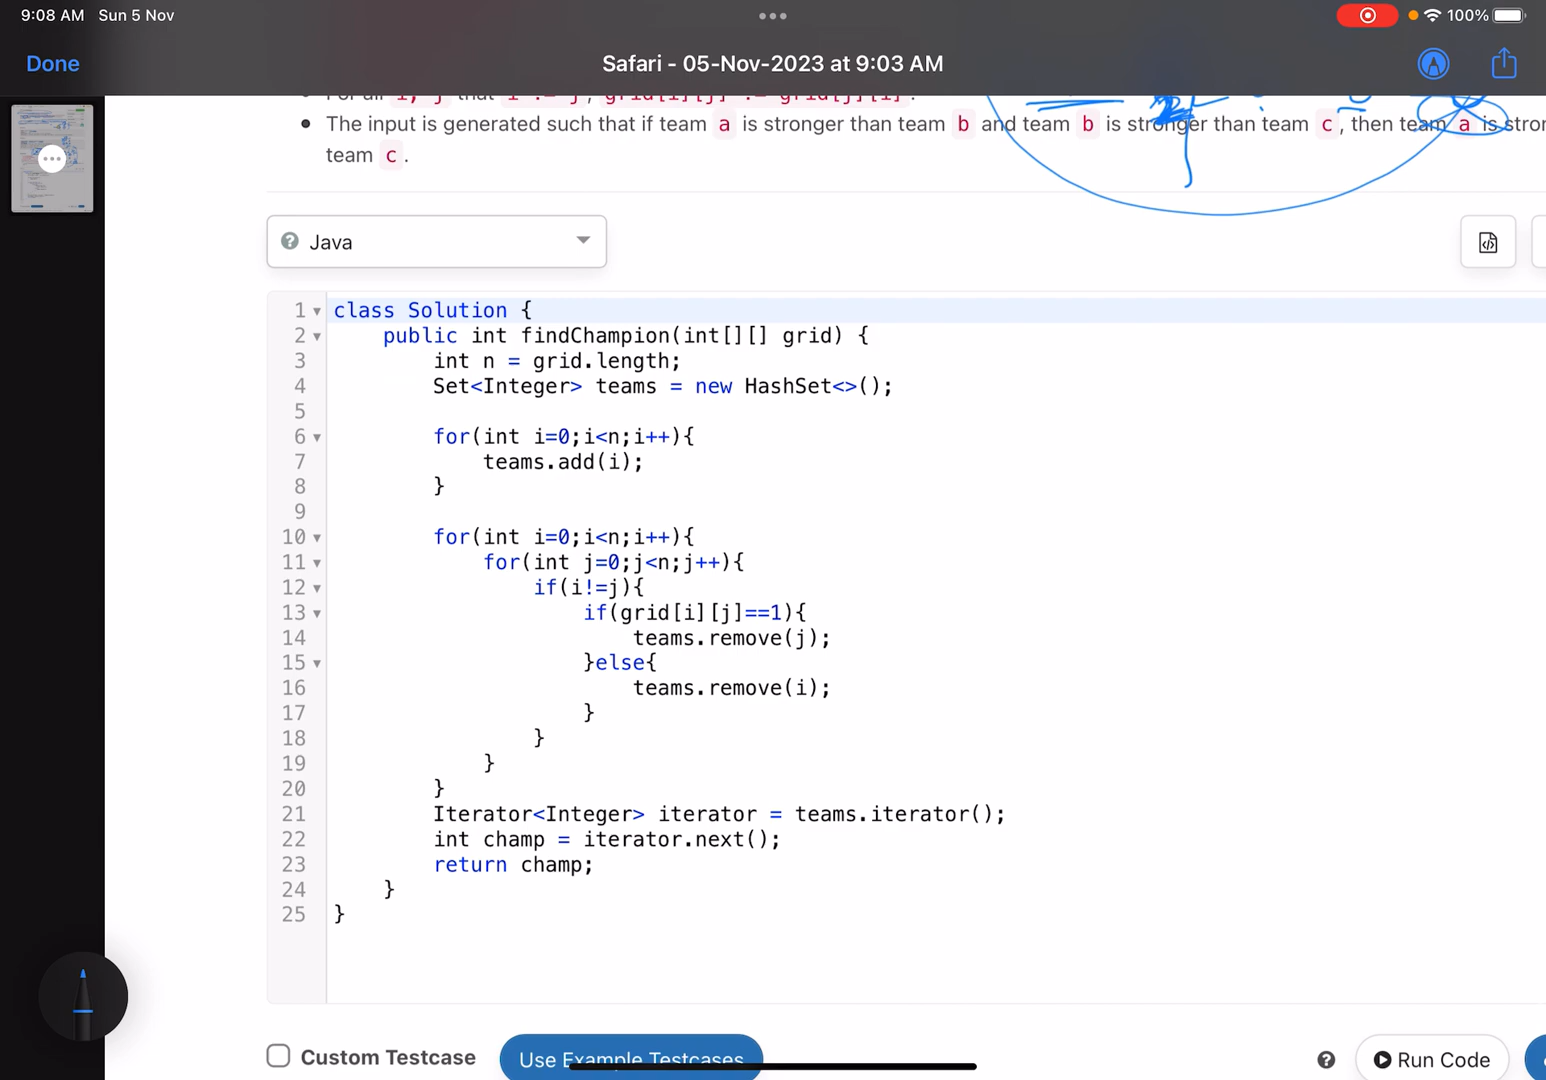 9:08 AM Sun 5 Nov
100%
Done
Safari - 05-Nov-2023 at 9:03 AM
For all i, j that i != j, grid[i][j] != grid[j][i].
The input is generated such that if team a is stronger than team b and team b is stronger than team c, then team a is stron
team c.
Java
1 class Solution {
2 public int findChampion(int[][] grid) {
3 int n = grid.length;
4 Set<Integer> teams = new HashSet<>();
5
6 for(int i=0;i<n;i++){
7 teams.add(i);
8 }
9
10 for(int i=0;i<n;i++){
11 for(int j=0;j<n;j++){
12 if(i!=j){
13 if(grid[i][j]==1){
14 teams.remove(j);
15 }else{
16 teams.remove(i);
17 }
18 }
19 }
20 }
21 Iterator<Integer> iterator = teams.iterator();
22 int champ = iterator.next();
23 return champ;
24 }
25 }
Custom Testcase
Use Example Testcases
Run Code